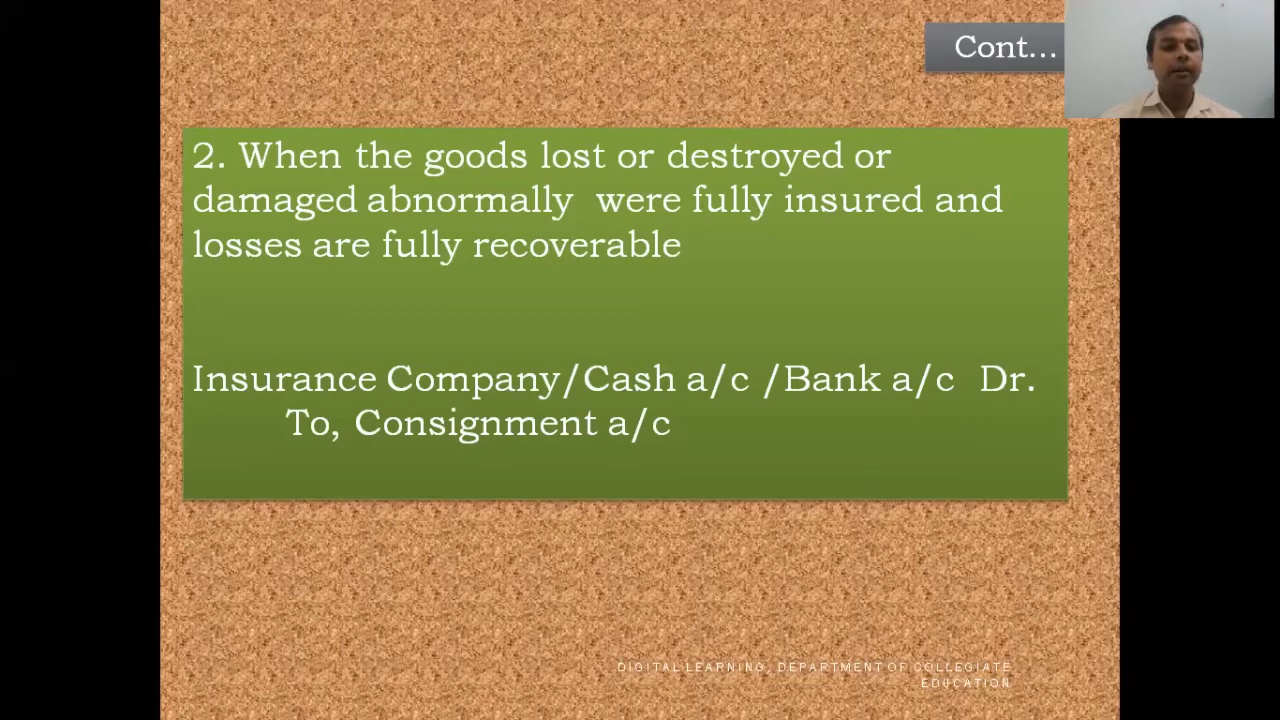 Cont...
2. When the goods lost or destroyed or
damaged abnormally were fully insured and
losses are fully recoverable
Insurance Company/Cash a/c /Bank a/c Dr.
To, Consignment a/c
DIGITAL LEARNING, DEPARTMENT OF COLLEGIATE
EDUCATION